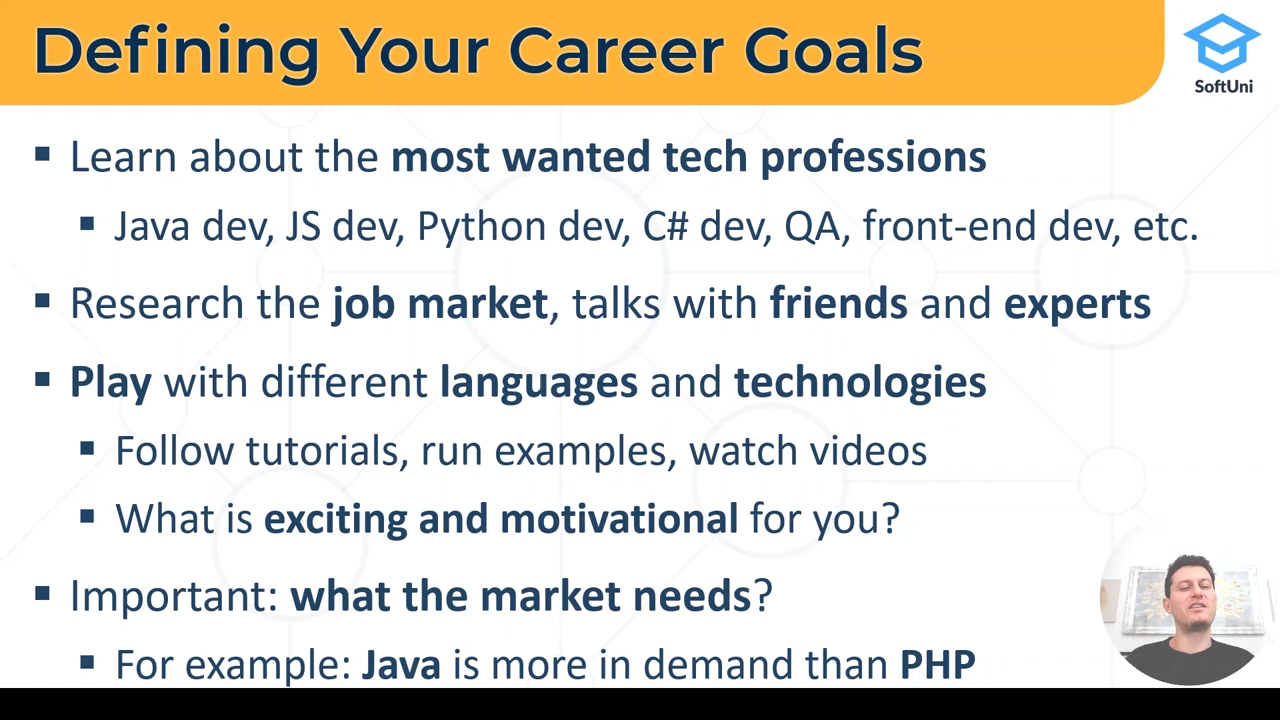 Defining Your Career Goals
SoftUni
Learn about the most wanted tech professions
Java dev, JS dev, Python dev, C# dev, QA, front-end dev, etc.
Research the job market, talks with friends and experts
Play with different languages and technologies
Follow tutorials, run examples, watch videos
What is exciting and motivational for you?
Important: what the market needs?
For example: Java is more in demand than PHP